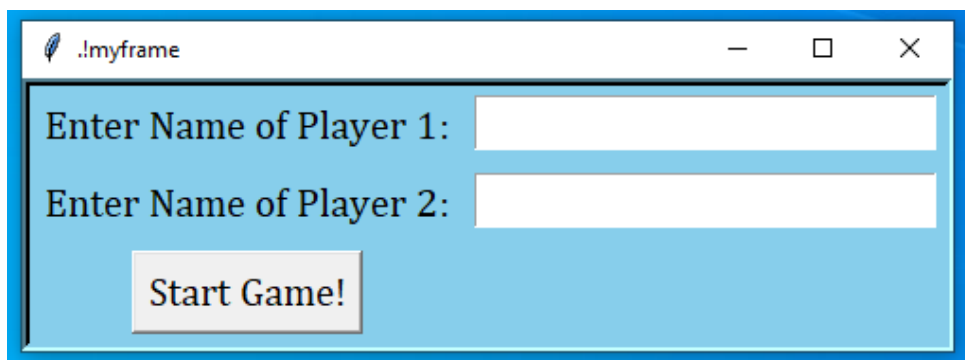 .!myframe
Enter Name of Player 1:
Enter Name of Player 2:
Start Game!